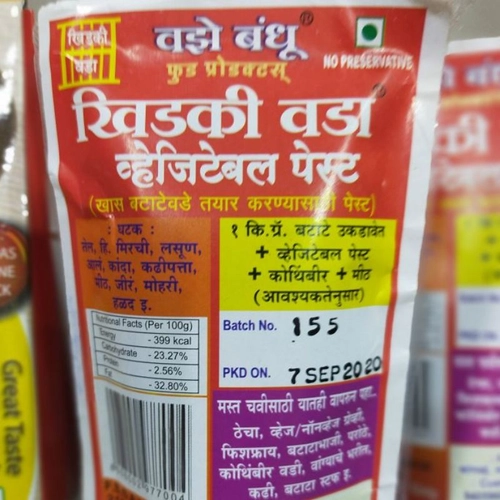 खिडकी
वडा
वझे बंधू®
फुड प्रोडक्टस्
NO PRESERVATIVE
खिडकी वडा®
व्हेजिटेबल पेस्ट
(खास बटाटेवडे तयार करण्यासाठी पेस्ट)
: घटक :
तेल, हि. मिरची, लसूण,
आलं, कांदा, कढीपत्ता,
मीठ, जीरं, मोहरी,
हळद इ.
१ कि.ग्रॅ. बटाटे उकडावेत
+ व्हेजिटेबल पेस्ट
+ कोथिंबीर + मीठ
(आवश्यकतेनुसार)
Nutritional Facts (Per 100g)
Energy - 399 kcal
Carbohydrate - 23.27%
Protein - 2.56%
Fat - 32.80%
Batch No. 155
PKD ON. 7 SEP 2020
मस्त चवीसाठी यातही वापरुन पहा...
ठेचा, व्हेज/नॉनव्हेज ग्रेव्ही,
फिशफ्राय, बटाटाभाजी, पराठे,
कोथिंबीर वडी, वांग्याचे भरीत,
कढी, बटाटा स्टफ इ.
Great Taste